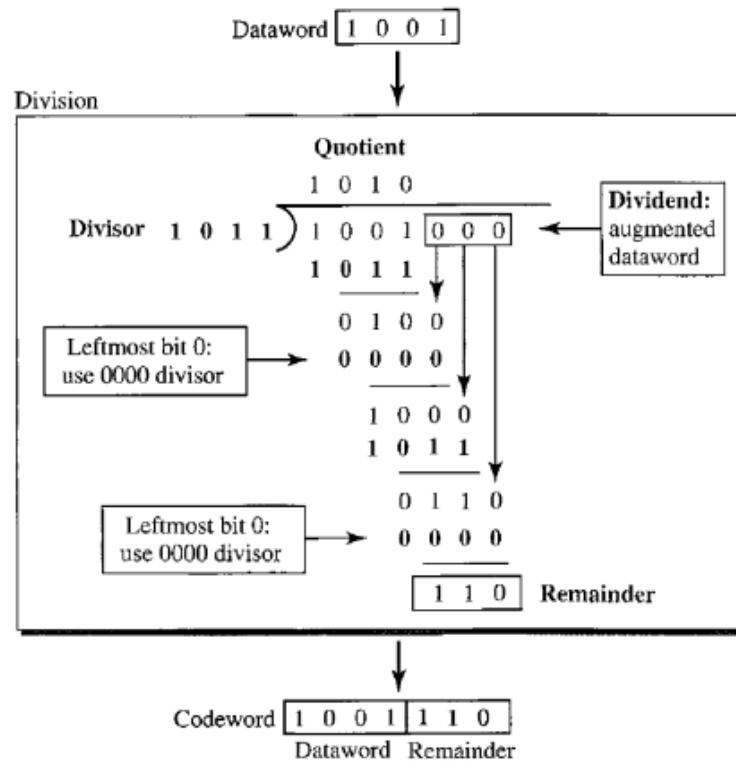 Dataword 1 0 0 1
Division
Quotient
1 0 1 0
Divisor 1 0 1 1 1 0 0 1 0 0 0
Dividend:
augmented
dataword
1 0 1 1
0 1 0 0
Leftmost bit 0:
use 0000 divisor
0 0 0 0
1 0 0 0
1 0 1 1
0 1 1 0
Leftmost bit 0:
use 0000 divisor
0 0 0 0
1 1 0 Remainder
Codeword 1 0 0 1 1 1 0
Dataword Remainder